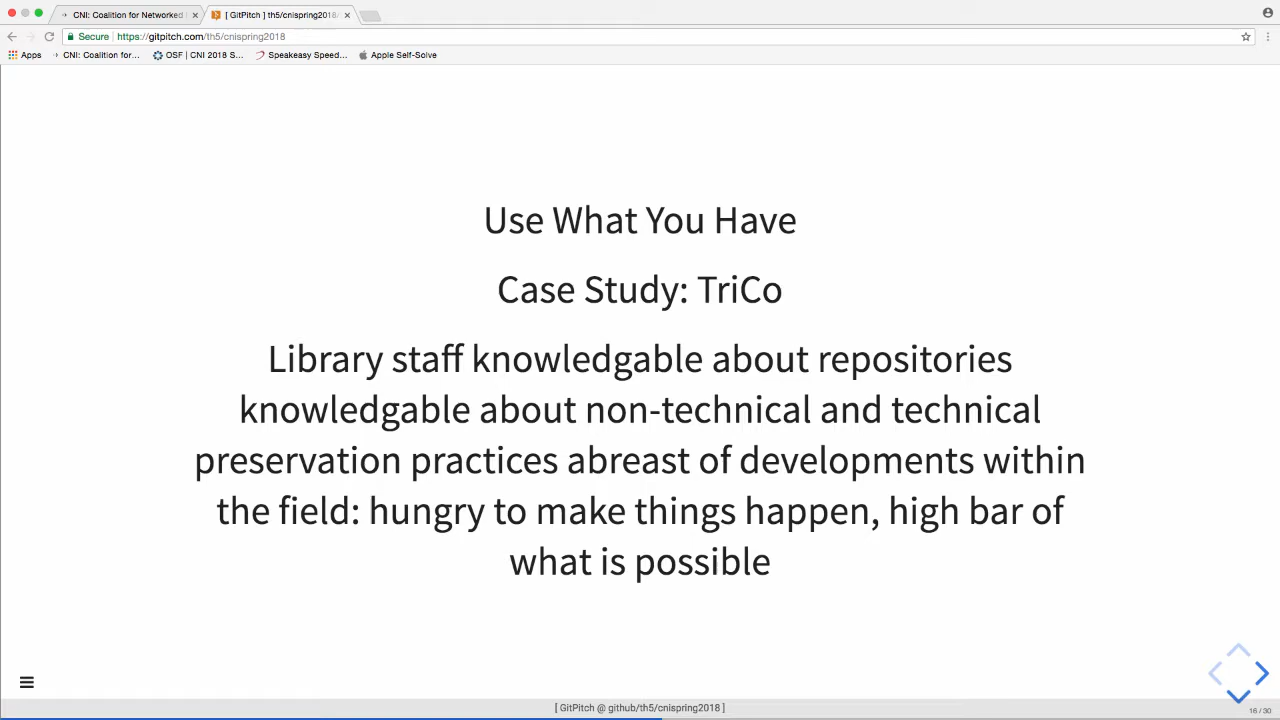 CNI: Coalition for Networked
[ GitPitch ] th5/cnispring2018
Secure https://gitpitch.com/th5/cnispring2018
Apps CNI: Coalition for... OSF | CNI 2018 S... Speakeasy Speed... Apple Self-Solve
Use What You Have
Case Study: TriCo
Library staff knowledgable about repositories
knowledgable about non-technical and technical
preservation practices abreast of developments within
the field: hungry to make things happen, high bar of
what is possible
[ GitPitch @ github/th5/cnispring2018 ]
16 / 30